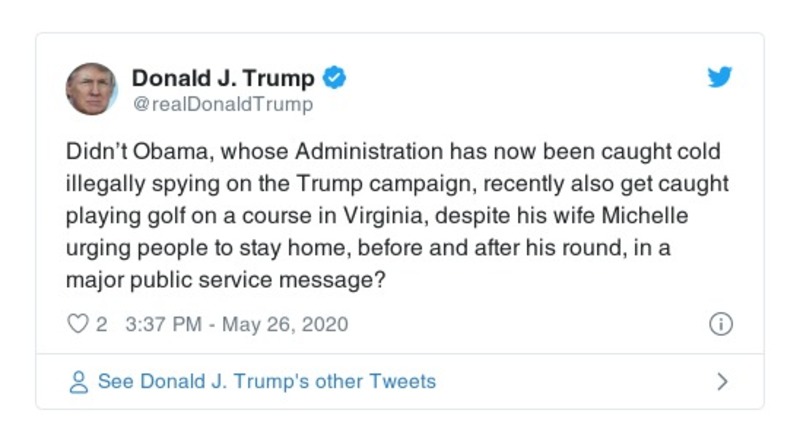 Donald J. Trump
@realDonaldTrump
Didn’t Obama, whose Administration has now been caught cold
illegally spying on the Trump campaign, recently also get caught
playing golf on a course in Virginia, despite his wife Michelle
urging people to stay home, before and after his round, in a
major public service message?
2 3:37 PM - May 26, 2020
See Donald J. Trump's other Tweets